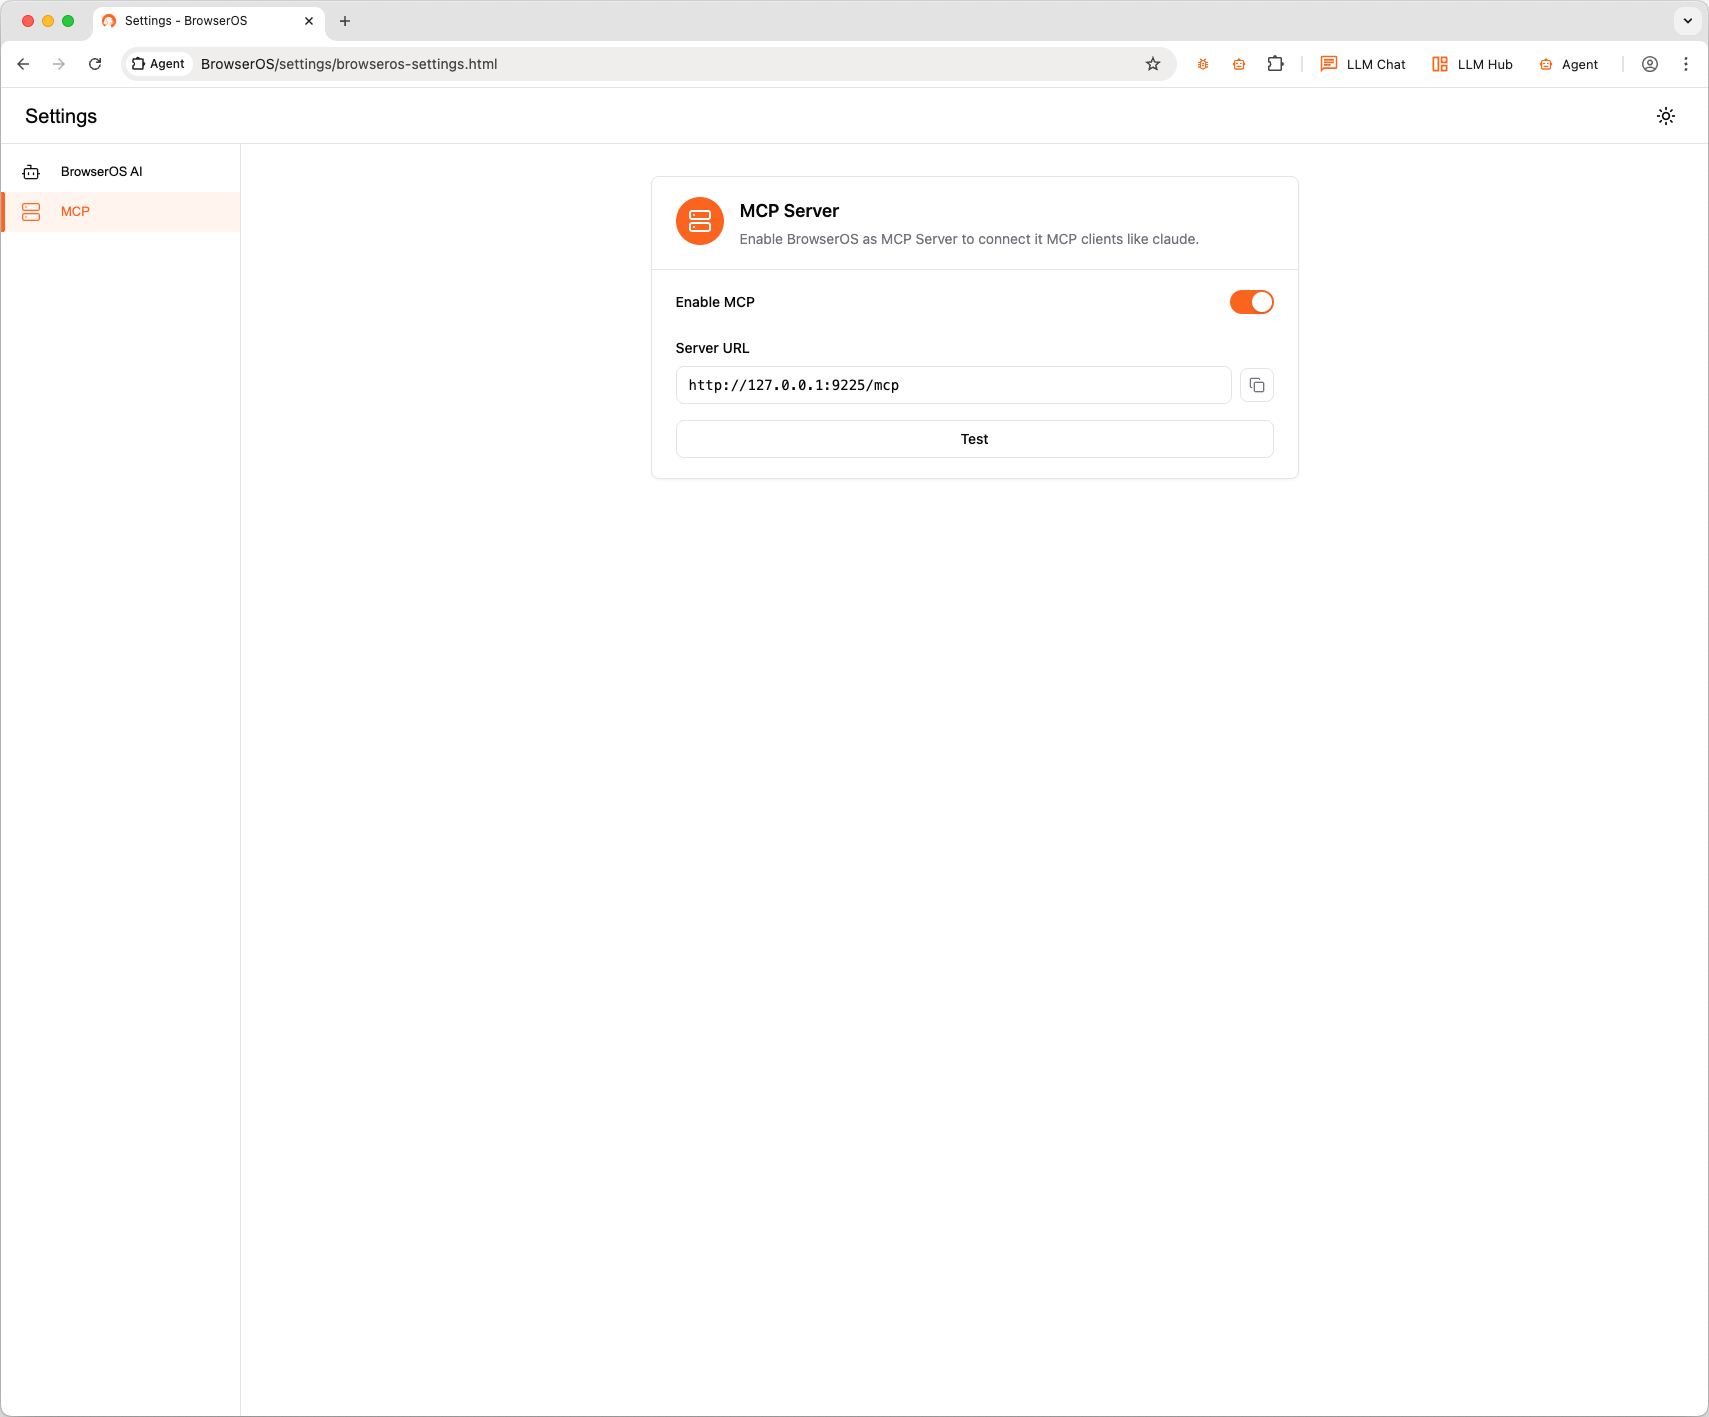 Settings - BrowserOS
Agent
BrowserOS/settings/browseros-settings.html
LLM Chat
LLM Hub
Agent
Settings
BrowserOS AI
MCP
MCP Server
Enable BrowserOS as MCP Server to connect it MCP clients like claude.
Enable MCP
Server URL
http://127.0.0.1:9225/mcp
Test